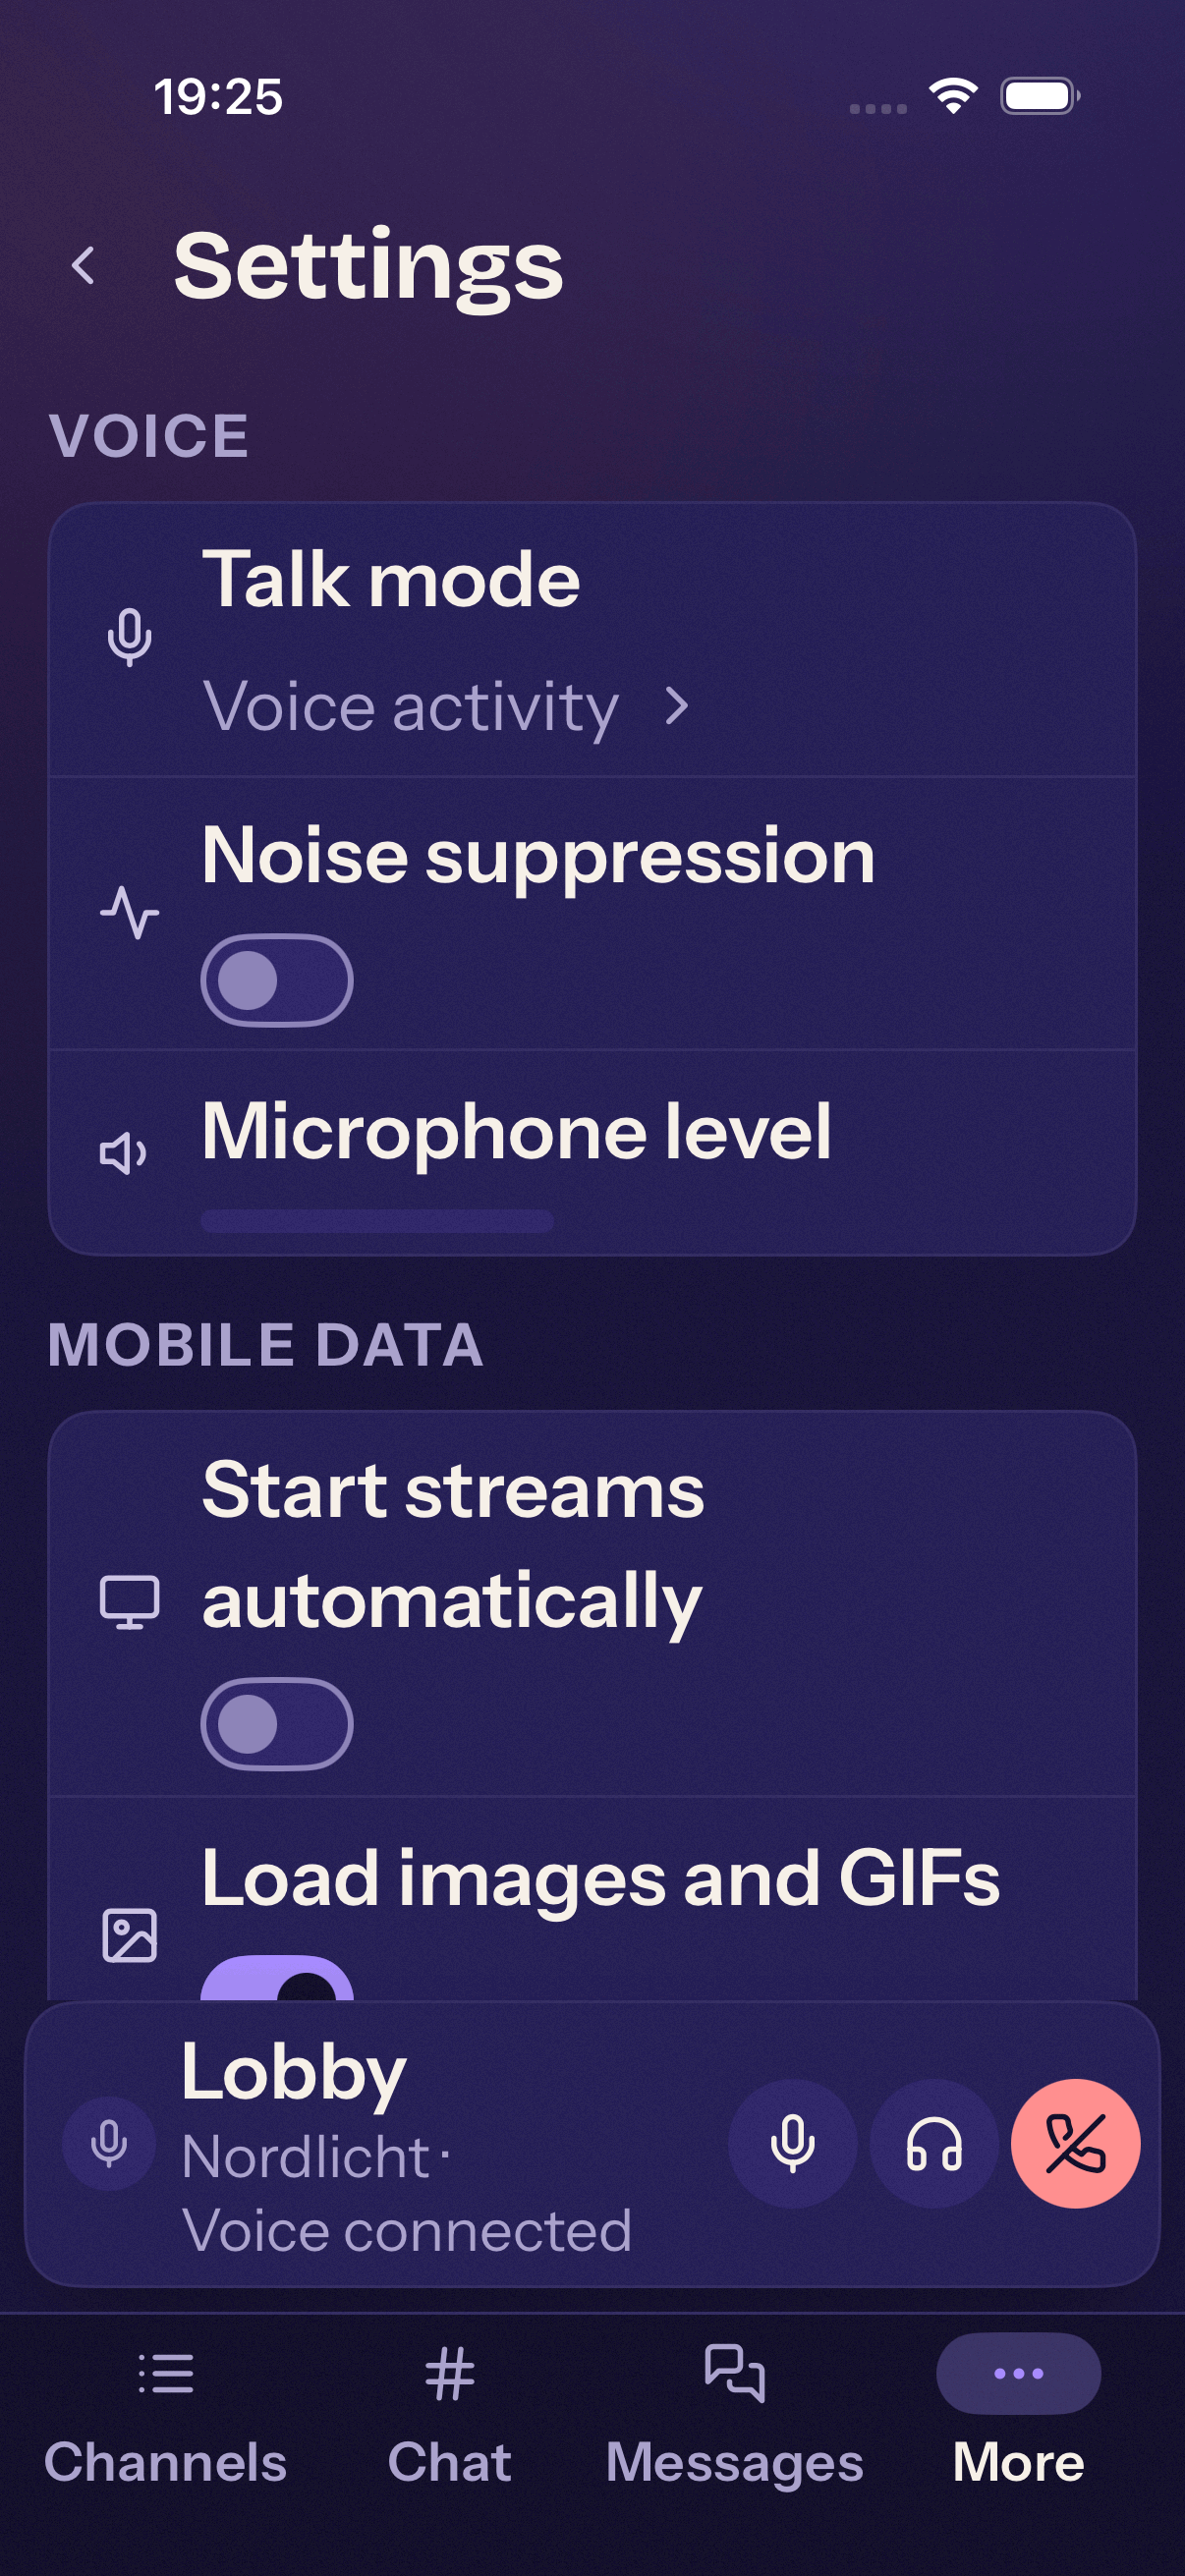 19:25
Settings
VOICE
Talk mode
Voice activity
Noise suppression
Microphone level
MOBILE DATA
Start streams
automatically
Load images and GIFs
Lobby
Nordlicht ·
Voice connected
Channels
Chat
Messages
More